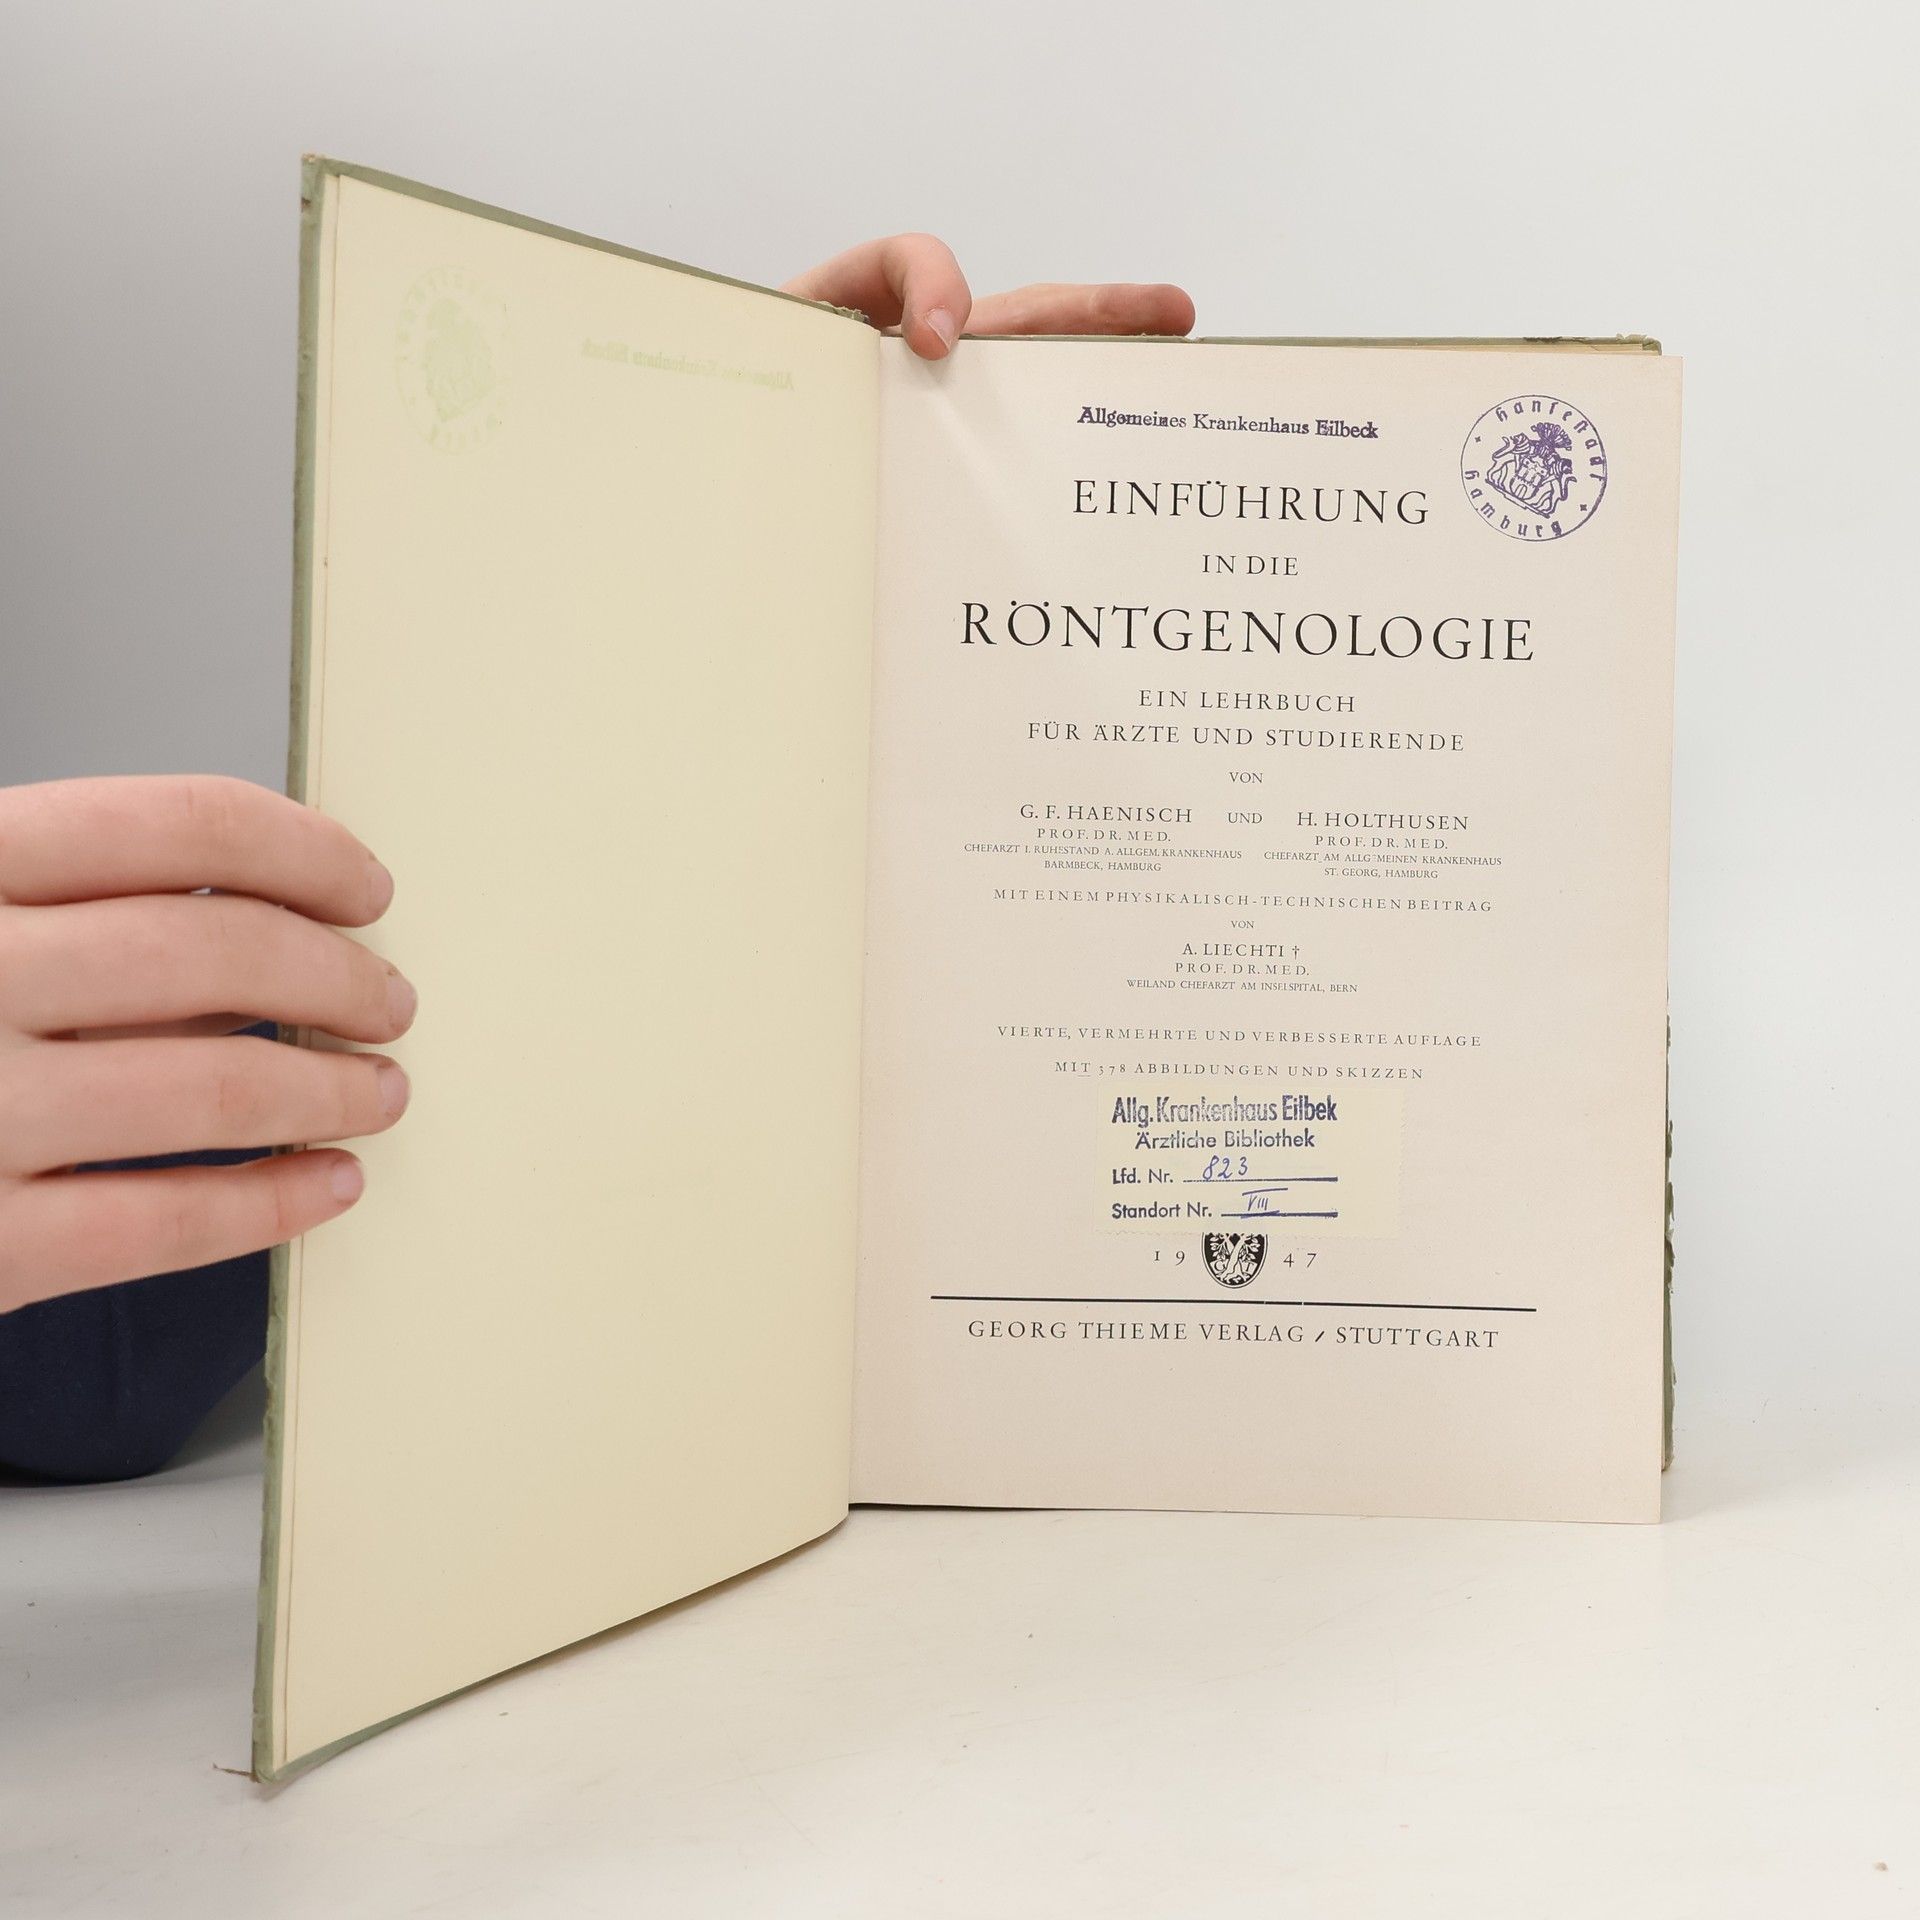 Allgemeines Krankenhaus Eilbeck
Hansestadt
Hamburg
EINFÜHRUNG
IN DIE
RÖNTGENOLOGIE
EIN LEHRBUCH
FÜR ÄRZTE UND STUDIERENDE
VON
G. F. HAENISCH UND H. HOLTHUSEN
PROF. DR. MED. PROF. DR. MED.
CHEFARZT I. RUHESTAND A. ALLGEM. KRANKENHAUS CHEFARZT AM ALLGEMEINEN KRANKENHAUS
BARMBECK, HAMBURG ST. GEORG, HAMBURG
MIT EINEM PHYSIKALISCH-TECHNISCHEN BEITRAG
VON
A. LIECHTI †
PROF. DR. MED.
WEILAND CHEFARZT AM INSELSPITAL, BERN
VIERTE, VERMEHRTE UND VERBESSERTE AUFLAGE
MIT 378 ABBILDUNGEN UND SKIZZEN
Allg. Krankenhaus Eilbek
Ärztliche Bibliothek
Lfd. Nr. 823
Standort Nr. VIII
1947
G T
GEORG THIEME VERLAG / STUTTGART